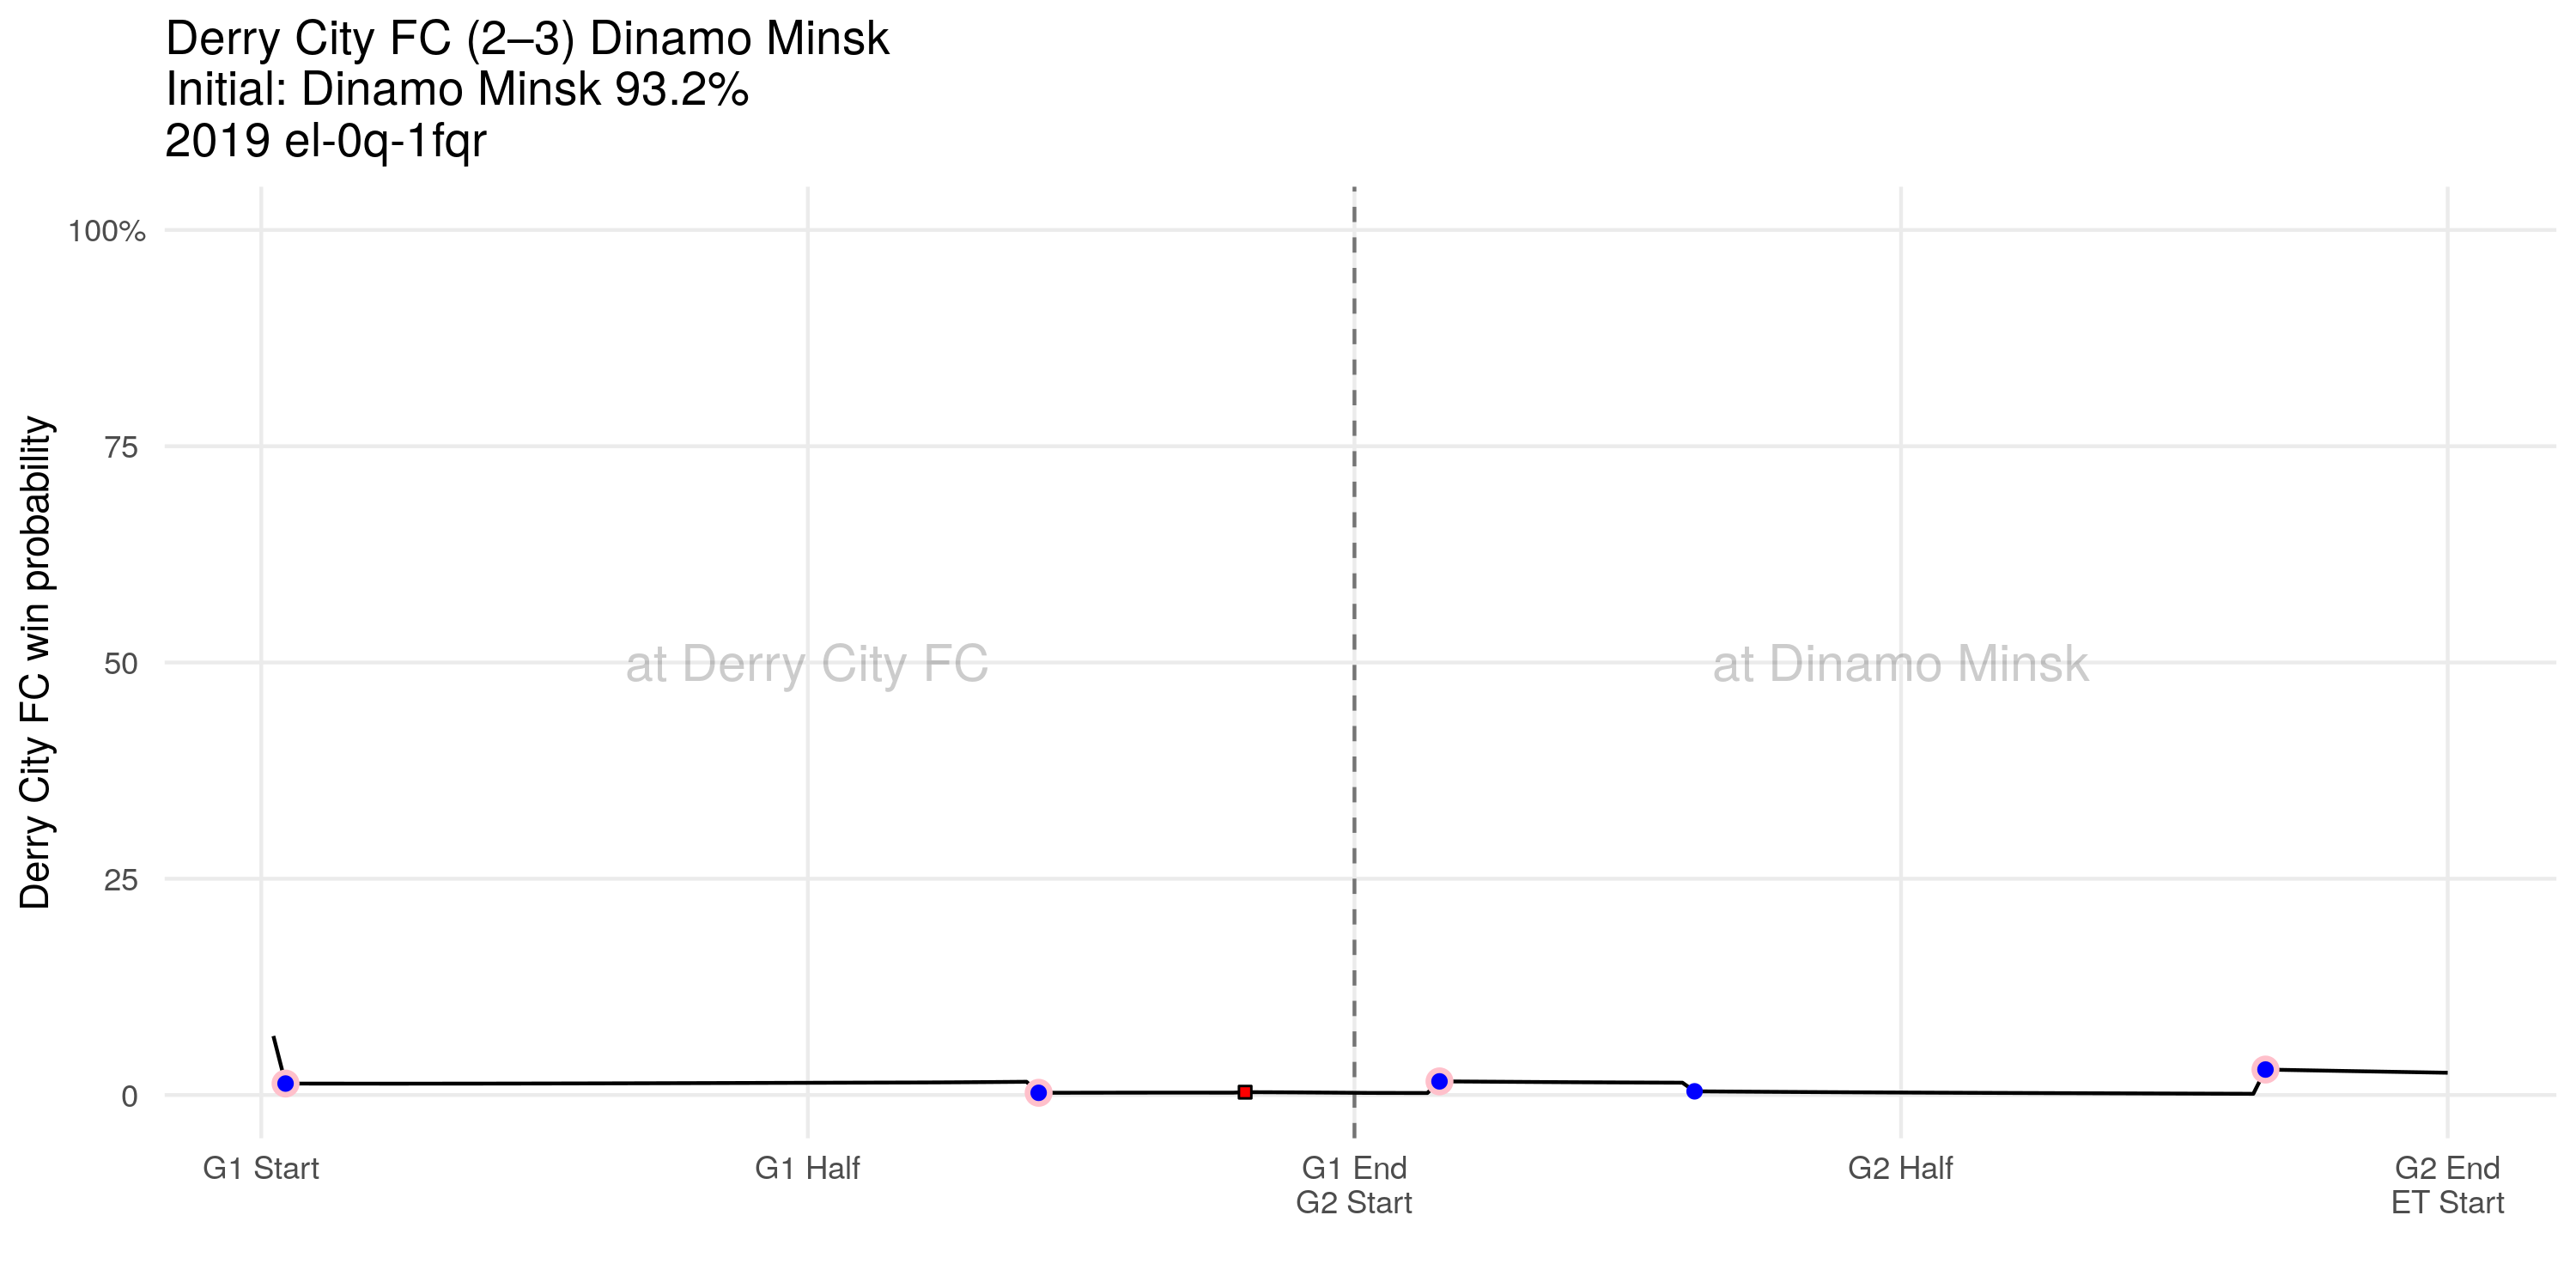 Derry City FC (2–3) Dinamo Minsk
Initial: Dinamo Minsk 93.2%
2019 el-0q-1fqr
Derry City FC win probability
100%
75
50
25
0
at Derry City FC
at Dinamo Minsk
G1 Start
G1 Half
G1 End
G2 Start
G2 Half
G2 End
ET Start